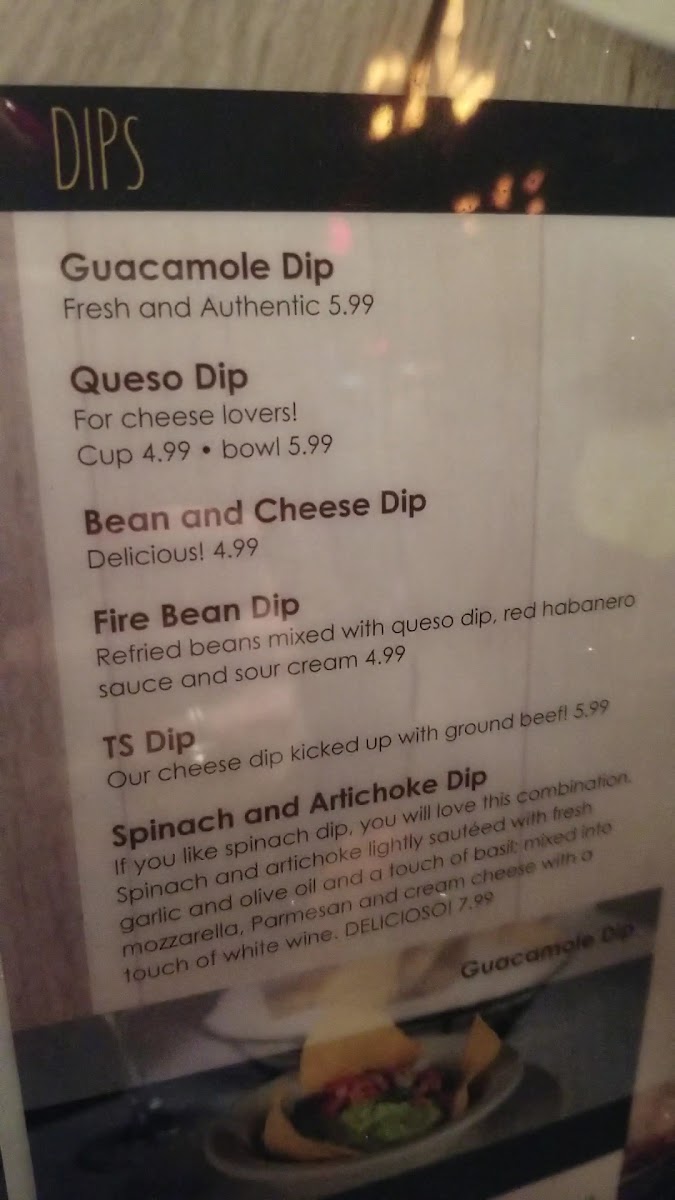 DIPS
Guacamole Dip
Fresh and Authentic 5.99
Queso Dip
For cheese lovers!
Cup 4.99 • bowl 5.99
Bean and Cheese Dip
Delicious! 4.99
Fire Bean Dip
Refried beans mixed with queso dip, red habanero
sauce and sour cream 4.99
TS Dip
Our cheese dip kicked up with ground beef! 5.99
Spinach and Artichoke Dip
If you like spinach dip, you will love this combination.
Spinach and artichoke lightly sautéed with fresh
garlic and olive oil and a touch of basil; mixed into
mozzarella, Parmesan and cream cheese with a
touch of white wine. DELICIOSO! 7.99
Guacamole Dip